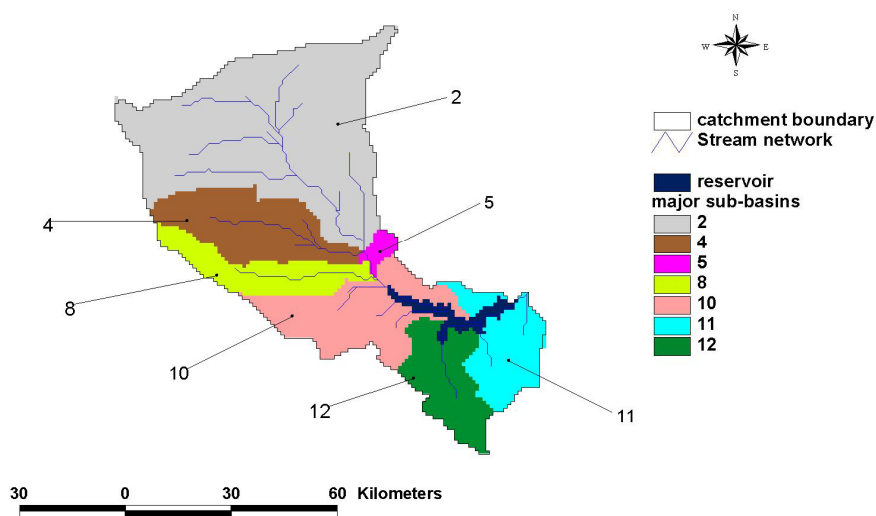 N
W E
S
2
catchment boundary
Stream network
reservoir
major sub-basins
2
4
5
8
10
11
12
5
4
8
10
12
11
30 0 30 60 Kilometers